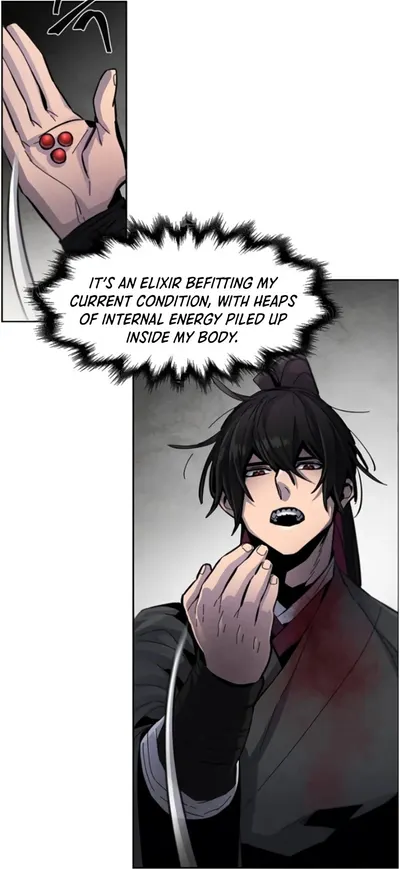 IT'S AN ELIXIR BEFITTING MY
CURRENT CONDITION, WITH HEAPS
OF INTERNAL ENERGY PILED UP
INSIDE MY BODY.